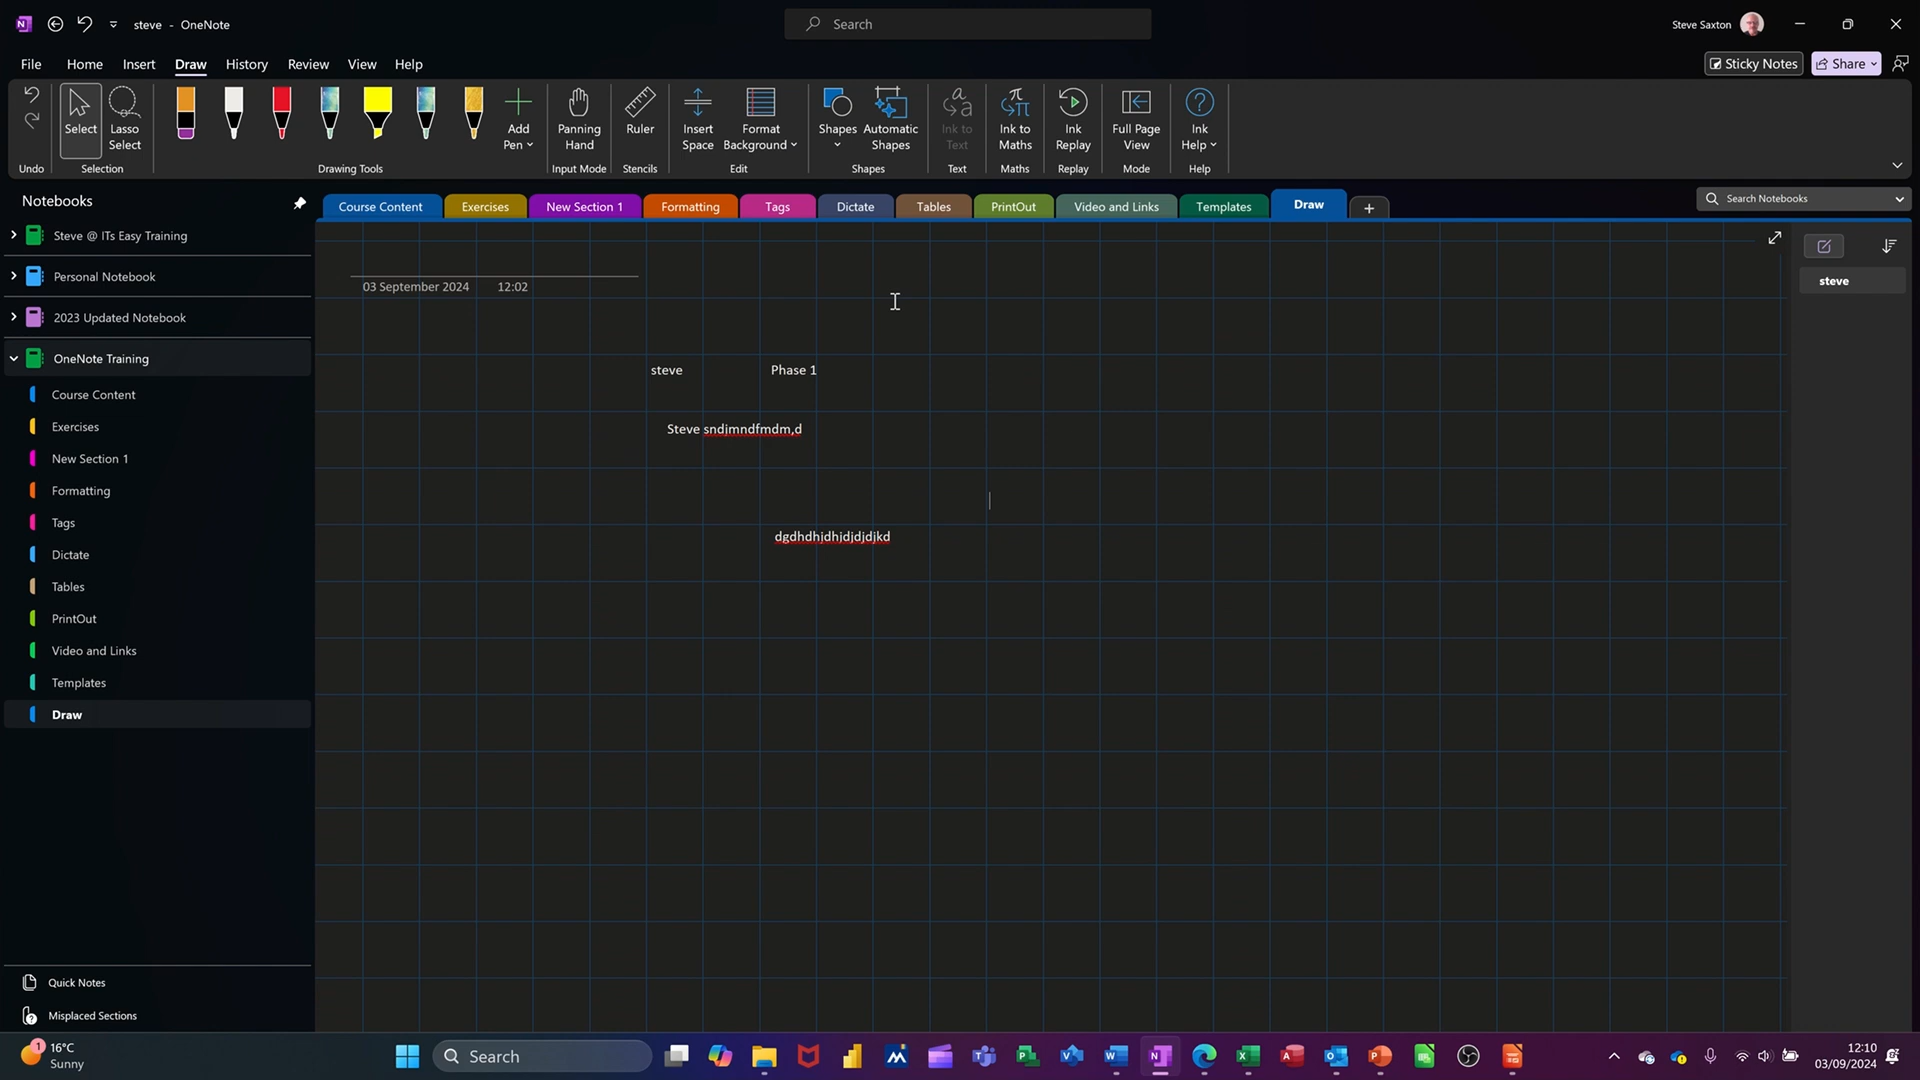 steve - OneNote
Search
Steve Saxton
File Home Insert Draw History Review View Help
Sticky Notes
Share
Select
Lasso
Select
Add
Pen
Panning
Hand
Ruler
Insert
Space
Format
Background
Shapes
Automatic
Shapes
Ink to
Text
Ink to
Maths
Ink
Replay
Full Page
View
Ink
Help
Undo
Selection
Drawing Tools
Input Mode
Stencils
Edit
Shapes
Text
Maths
Replay
Mode
Help
Notebooks
Course Content
Exercises
New Section 1
Formatting
Tags
Dictate
Tables
PrintOut
Video and Links
Templates
Draw
Search Notebooks
Steve @ ITs Easy Training
Personal Notebook
2023 Updated Notebook
OneNote Training
Course Content
Exercises
New Section 1
Formatting
Tags
Dictate
Tables
PrintOut
Video and Links
Templates
Draw
Quick Notes
Misplaced Sections
03 September 2024 12:02
steve
Phase 1
Steve sndjmndfmdm,d
dgdhdhjdhjdjdjdjkd
steve
1
16°C
Sunny
Search
12:10
03/09/2024